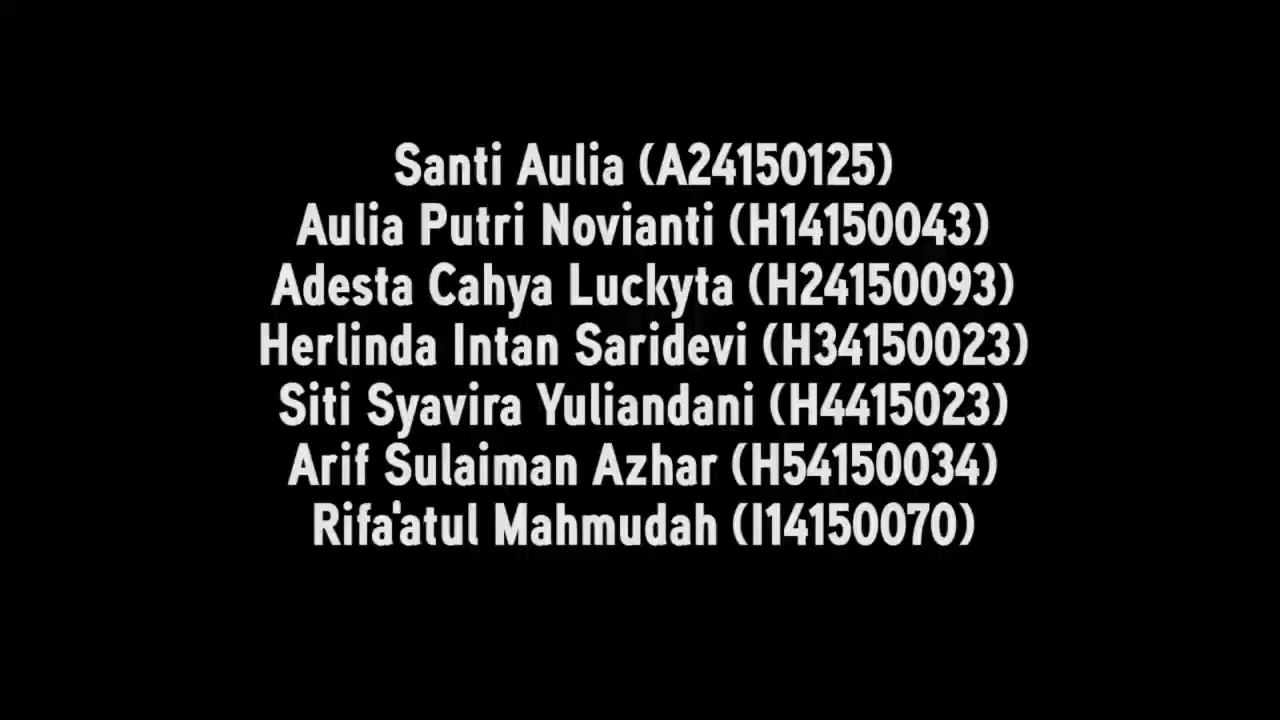 Santi Aulia (A24150125)
Aulia Putri Novianti (H14150043)
Adesta Cahya Luckyta (H24150093)
Herlinda Intan Saridevi (H34150023)
Siti Syavira Yuliandani (H4415023)
Arif Sulaiman Azhar (H54150034)
Rifa'atul Mahmudah (I14150070)